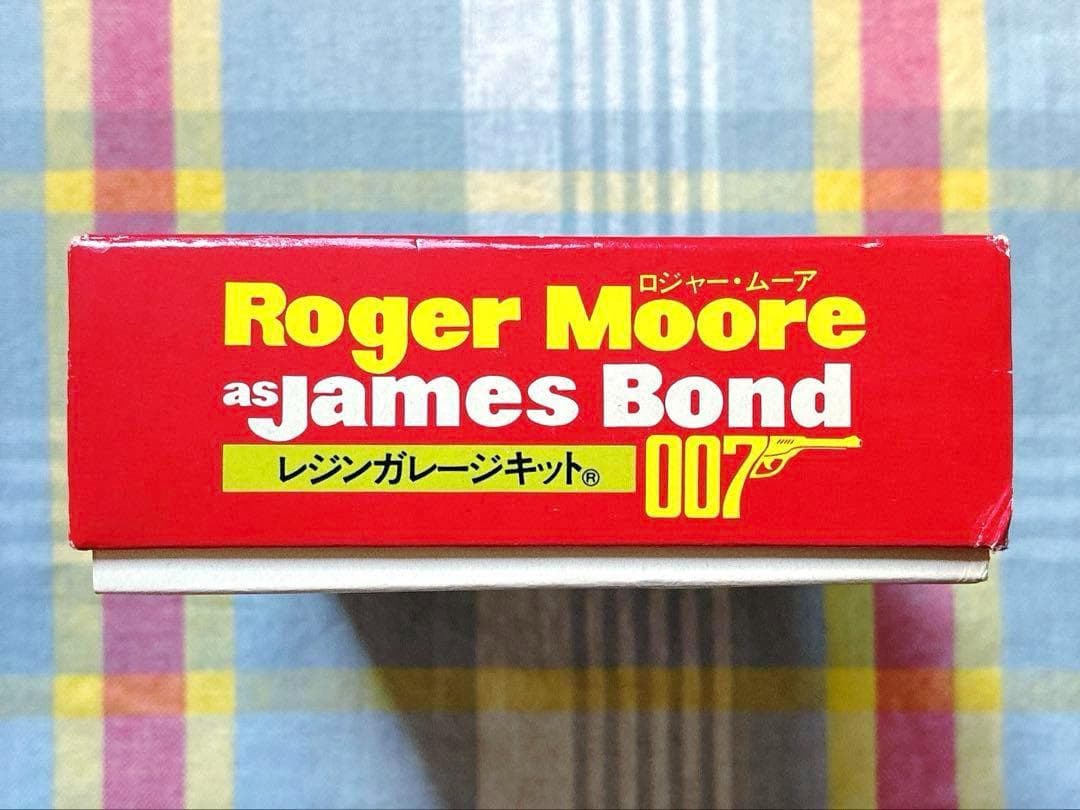 ロジャー・ムーア
Roger Moore
as James Bond
レジンガレージキット®
007